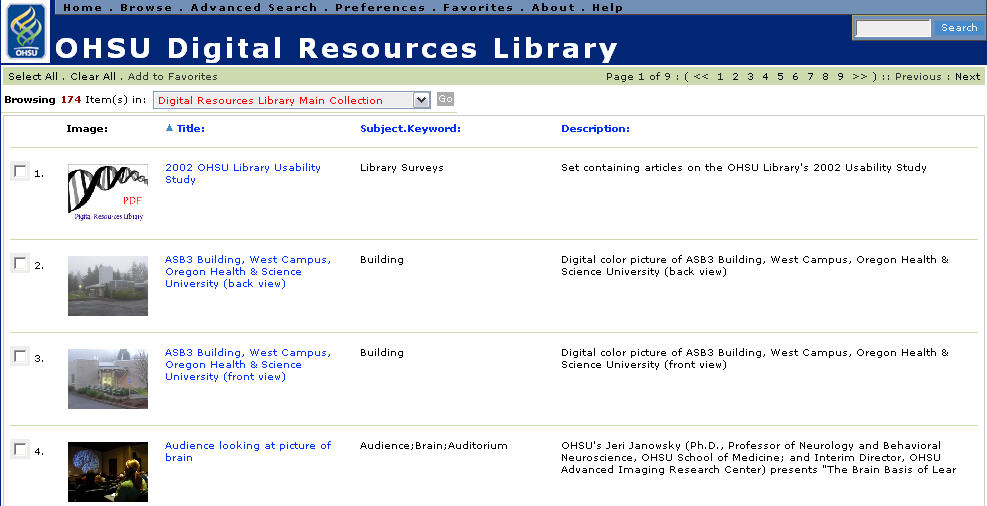 Home . Browse . Advanced Search . Preferences . Favorites . About . Help
OHSU
OHSU Digital Resources Library
Search
Select All . Clear All . Add to Favorites
Page 1 of 9 : ( << 1 2 3 4 5 6 7 8 9 >> ) :: Previous : Next
Browsing 174 Item(s) in: Digital Resources Library Main Collection Go
Image: Title: Subject.Keyword: Description:
1. 2002 OHSU Library Usability Library Surveys Set containing articles on the OHSU Library's 2002 Usability Study
Study
PDF
Digital Resources Library
2. ASB3 Building, West Campus, Building Digital color picture of ASB3 Building, West Campus, Oregon Health &
Oregon Health & Science Science University (back view)
University (back view)
3. ASB3 Building, West Campus, Building Digital color picture of ASB3 Building, West Campus, Oregon Health &
Oregon Health & Science Science University (front view)
University (front view)
4. Audience looking at picture of Audience;Brain;Auditorium OHSU's Jeri Janowsky (Ph.D., Professor of Neurology and Behavioral
brain Neuroscience, OHSU School of Medicine; and Interim Director, OHSU
Advanced Imaging Research Center) presents "The Brain Basis of Lear